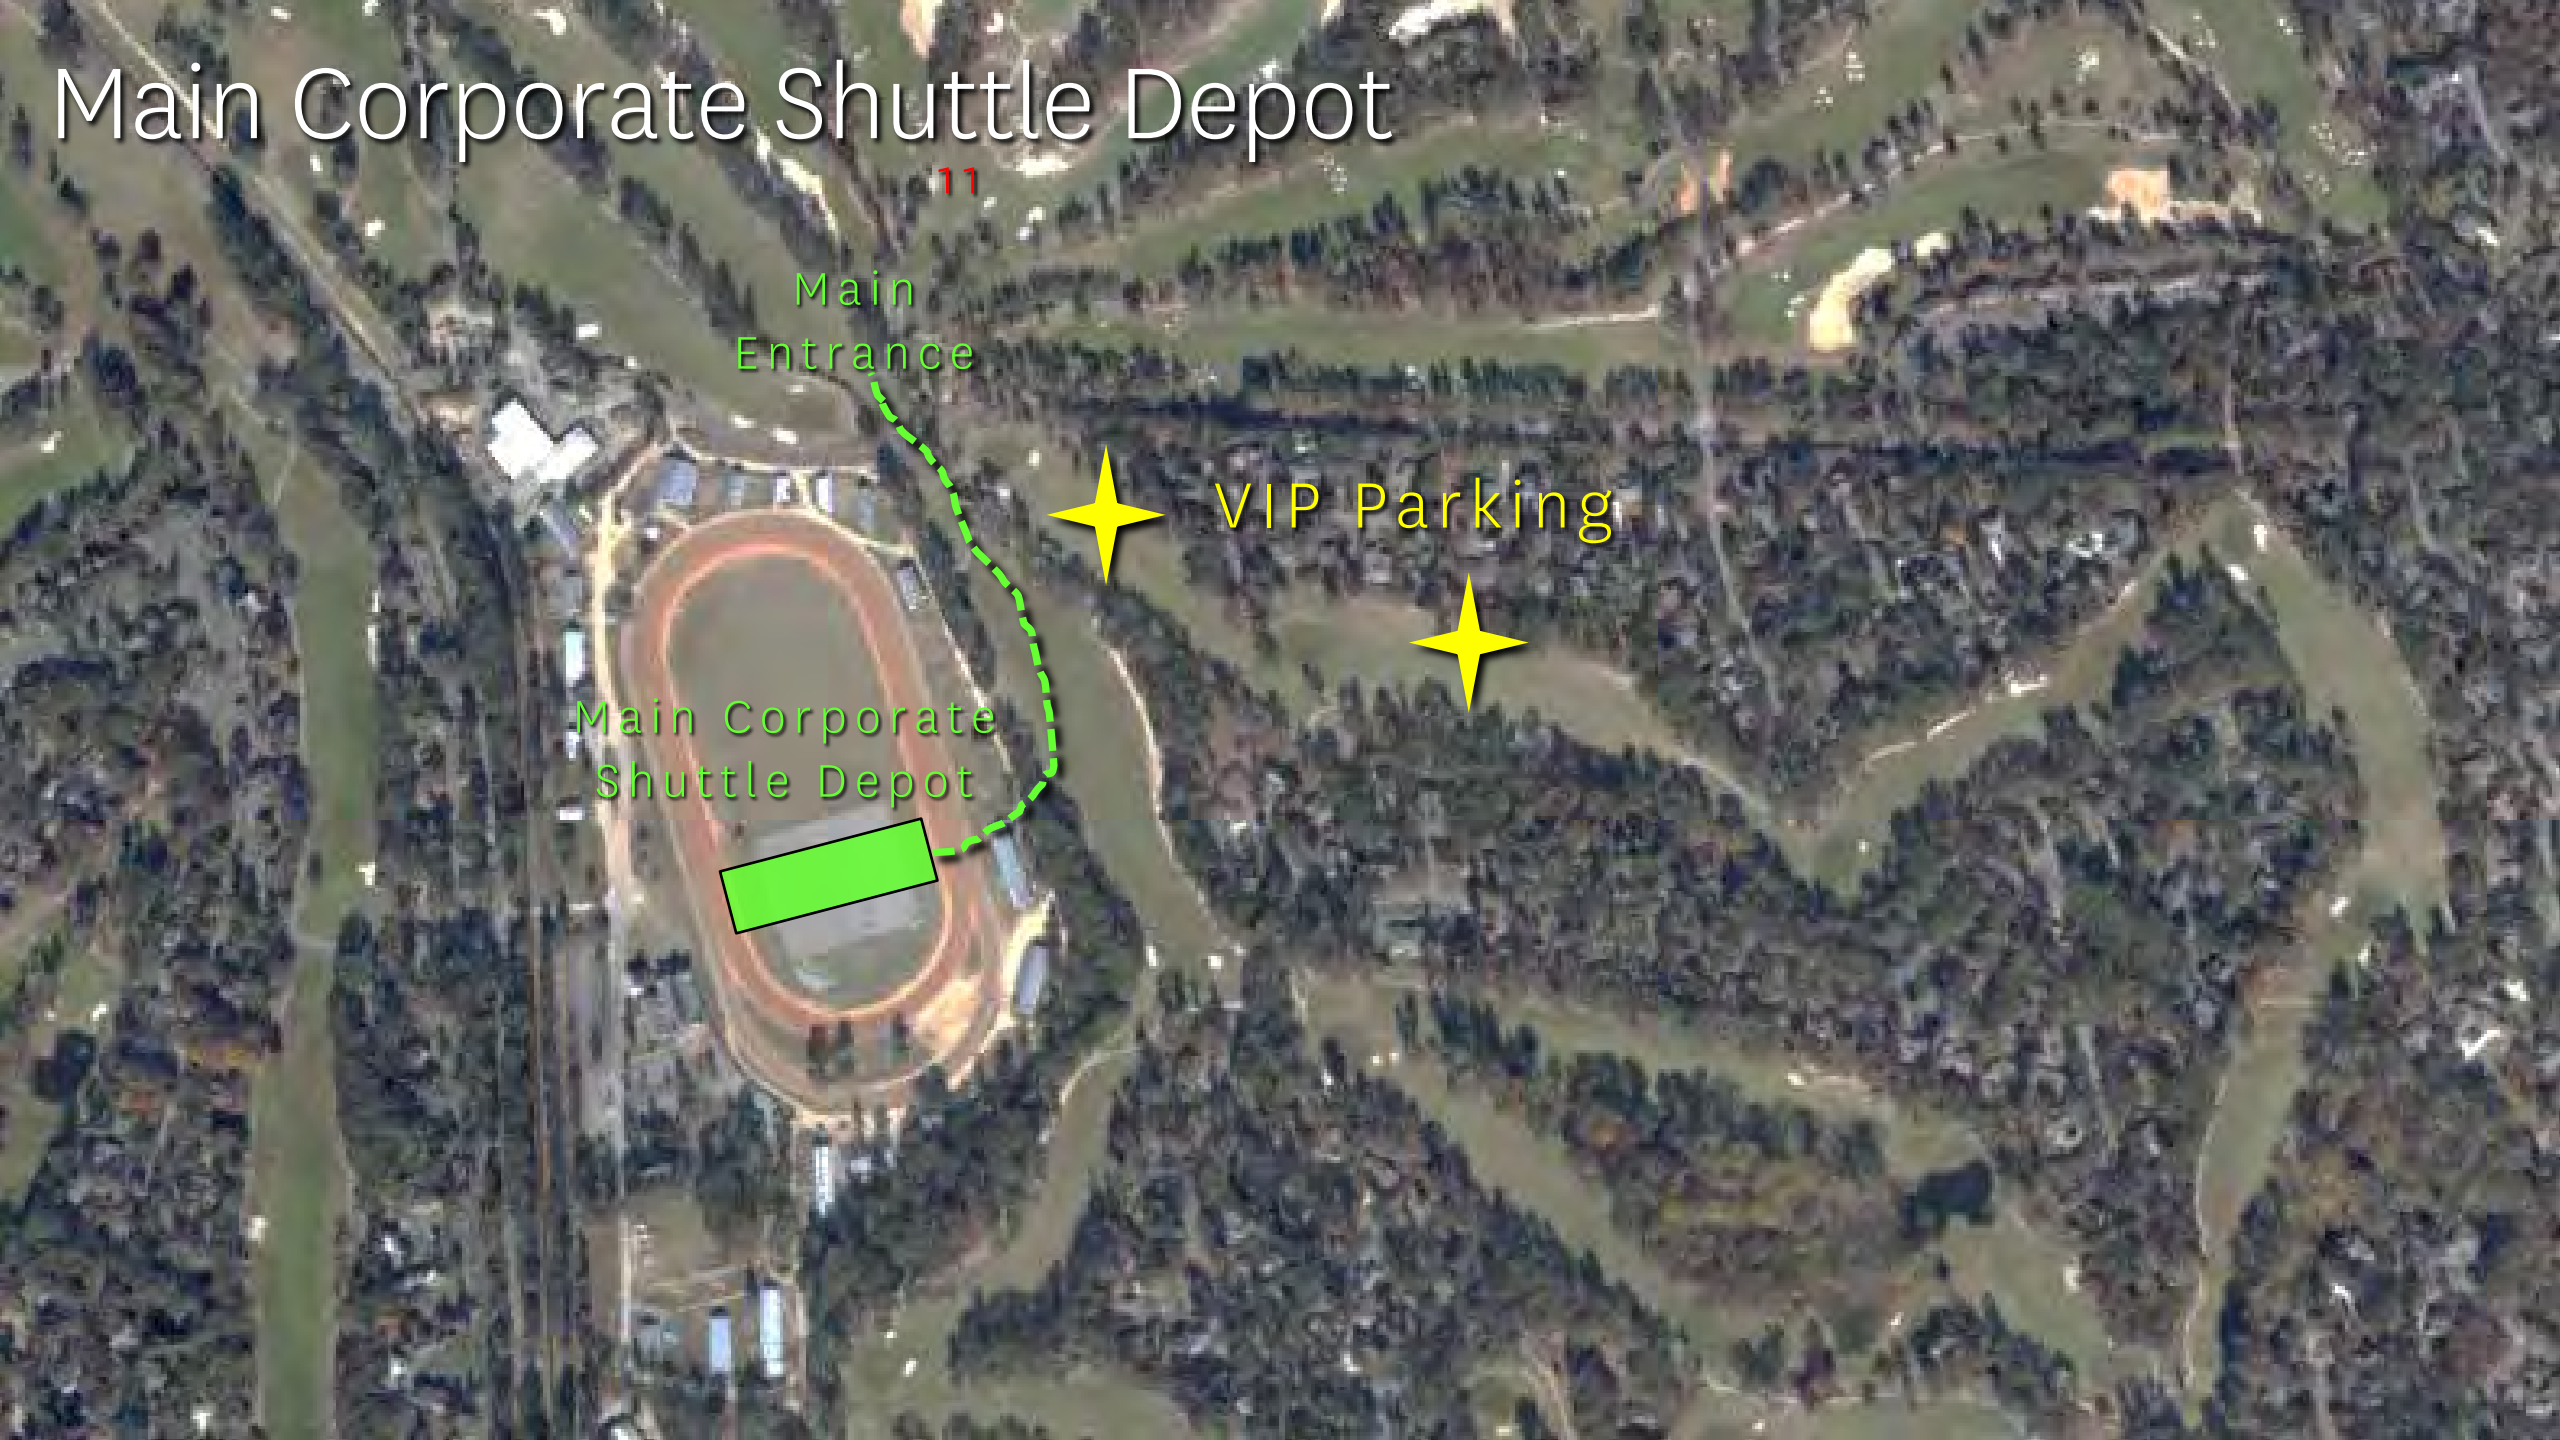 Main Corporate Shuttle Depot
11
Main
Entrance
VIP Parking
Main Corporate
Shuttle Depot